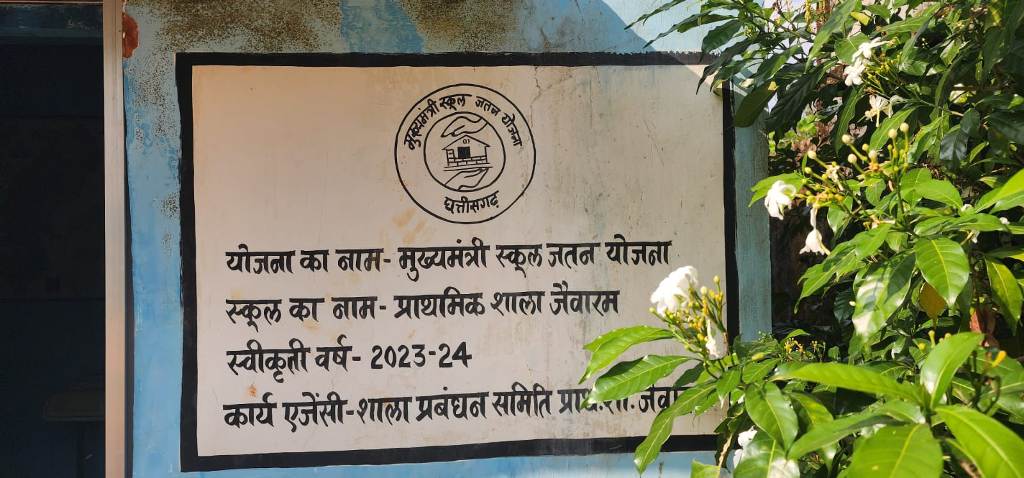 मुख्यमंत्री स्कूल जतन योजना
छत्तीसगढ़
योजना का नाम- मुख्यमंत्री स्कूल जतन योजना
स्कूल का नाम- प्राथमिक शाला जैवारम
स्वीकृती वर्ष- 2023-24
कार्य एजेंसी-शाला प्रबंधन समिति प्राथ.शा.